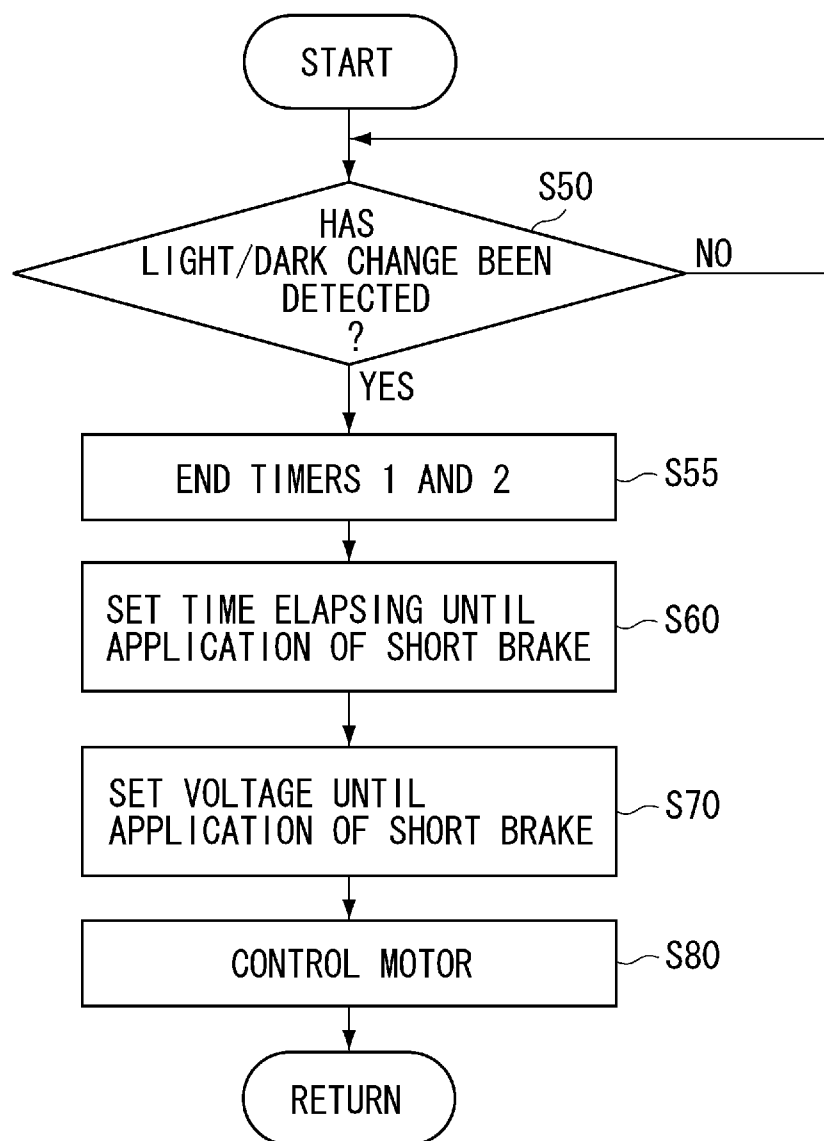 START
S50
HAS
LIGHT/DARK CHANGE BEEN
DETECTED
?
NO
YES
END TIMERS 1 AND 2
S55
SET TIME ELAPSING UNTIL
APPLICATION OF SHORT BRAKE
S60
SET VOLTAGE UNTIL
APPLICATION OF SHORT BRAKE
S70
CONTROL MOTOR
S80
RETURN